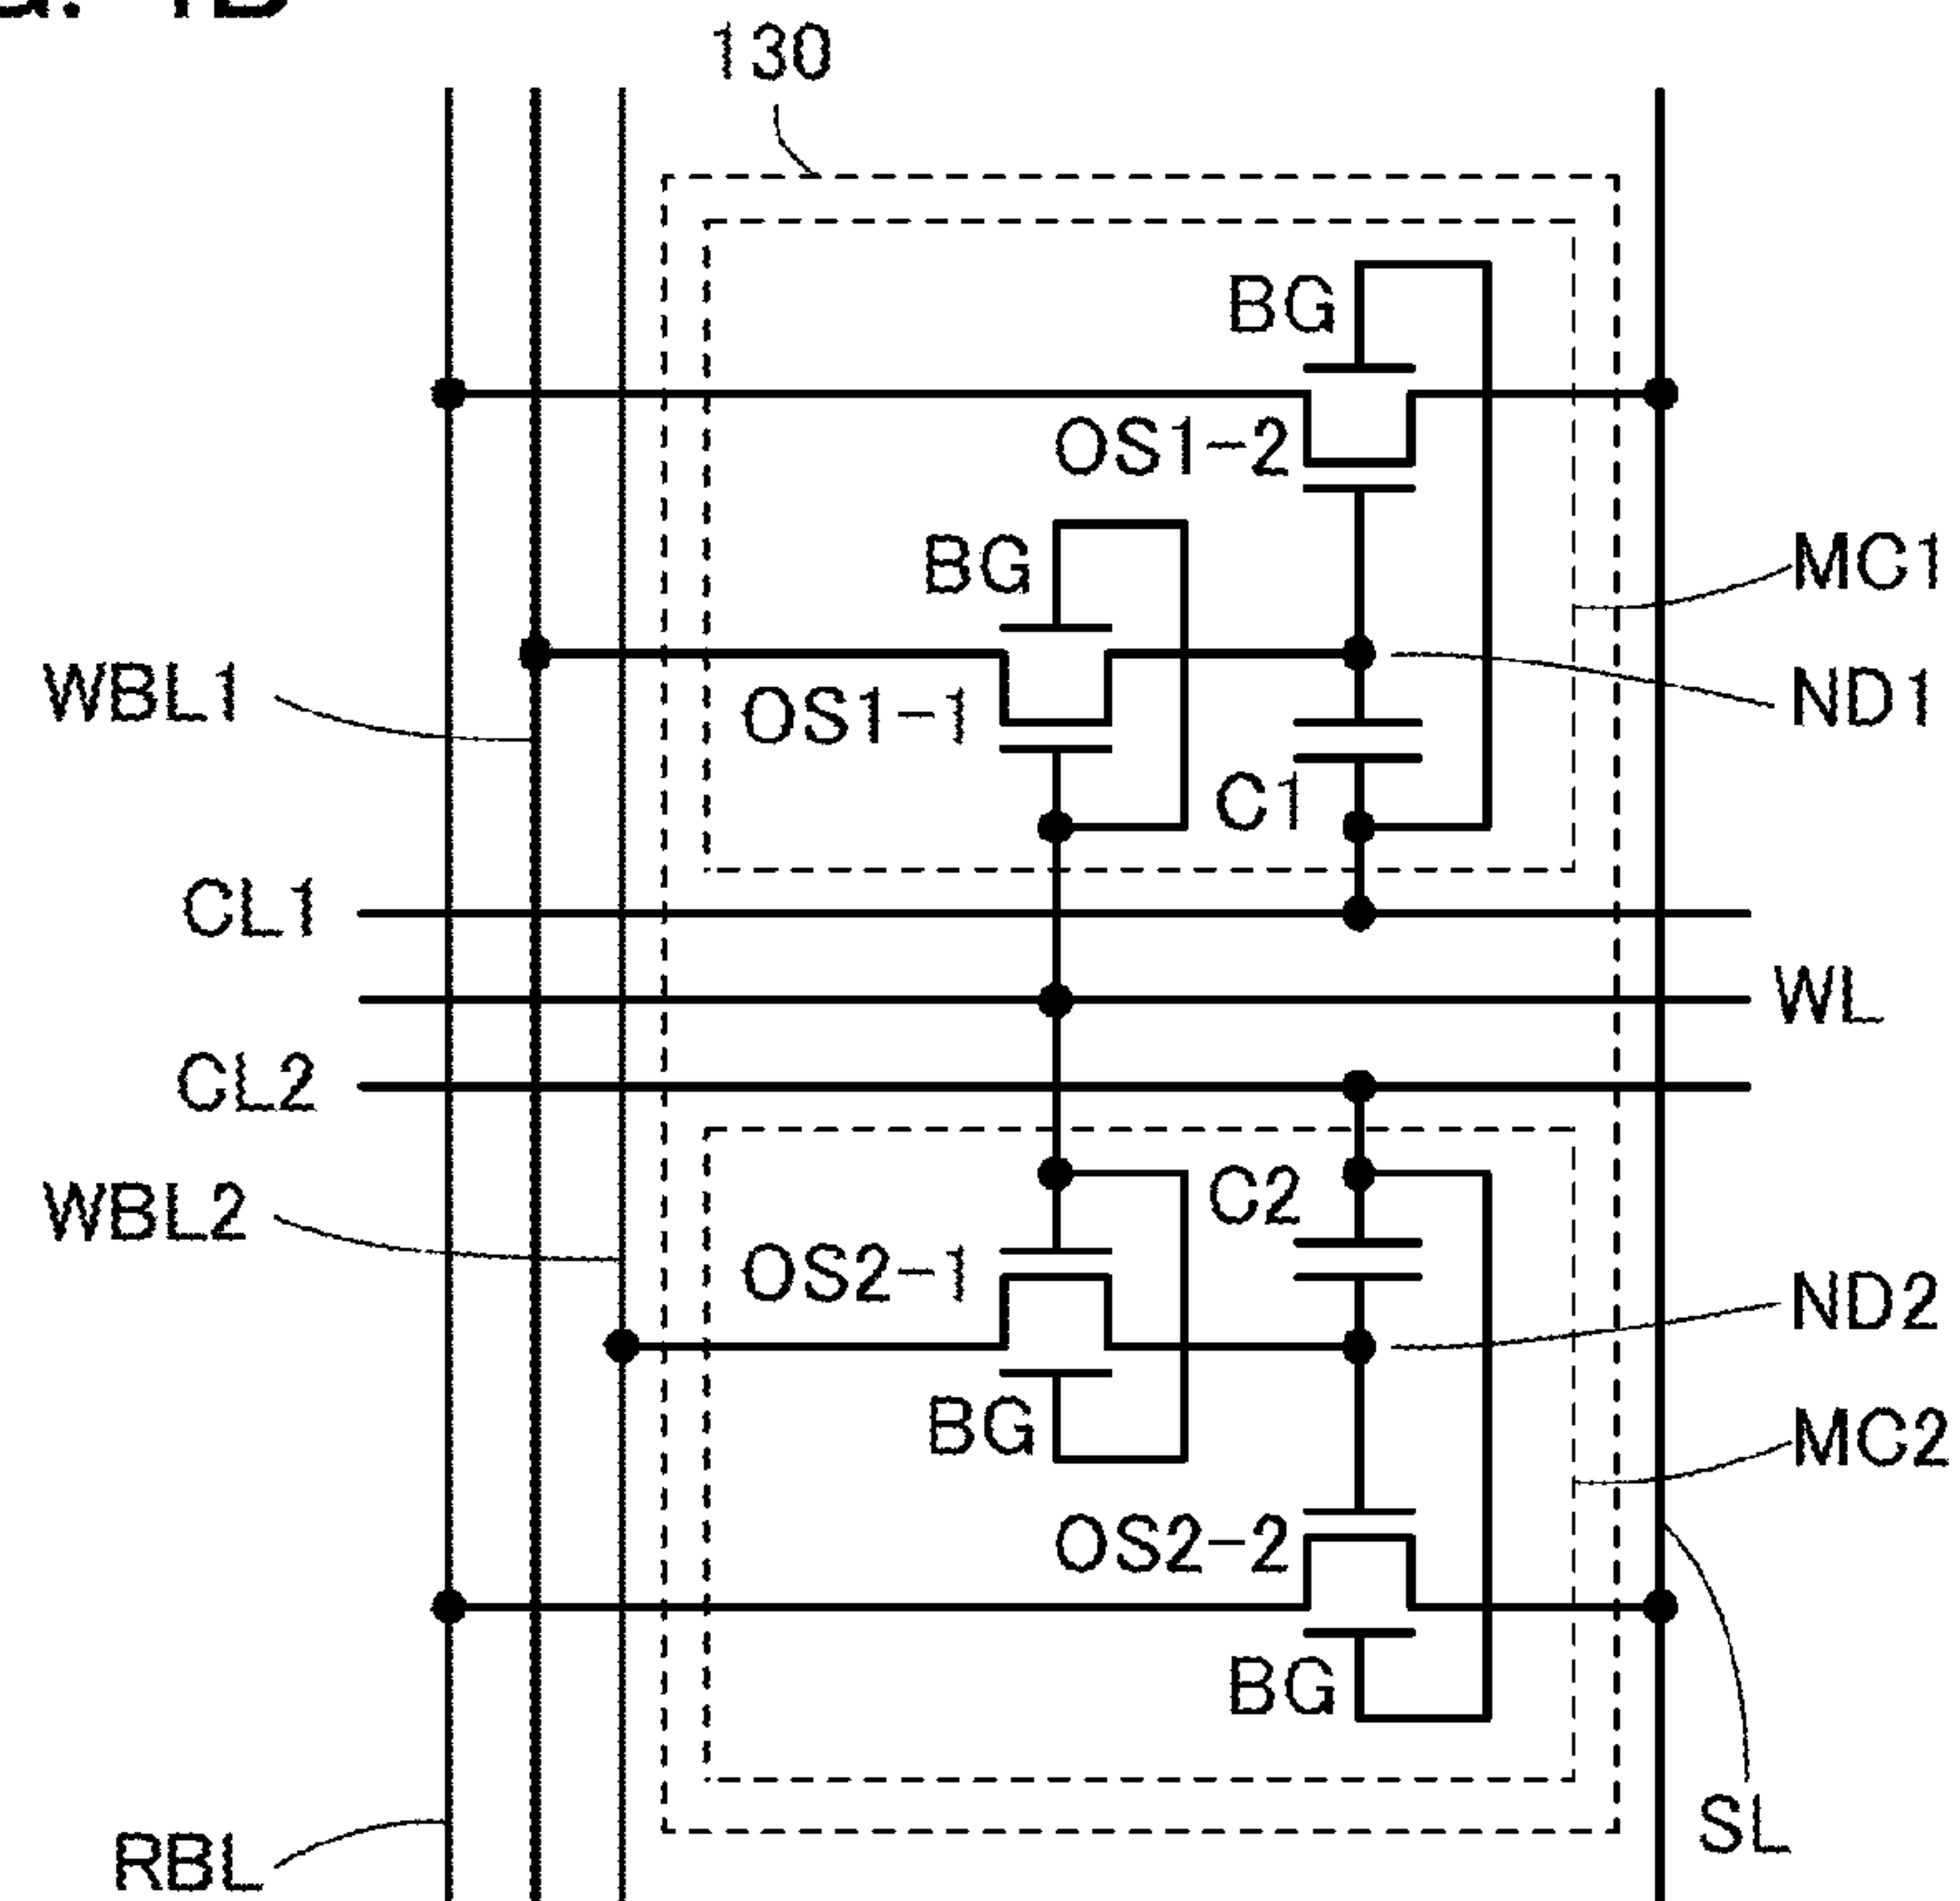 130
BG
OS1-2
BG
MC1
WBL1
OS1-1
ND1
C1
CL1
WL
CL2
WBL2
C2
OS2-1
ND2
BG
MC2
OS2-2
BG
SL
RBL